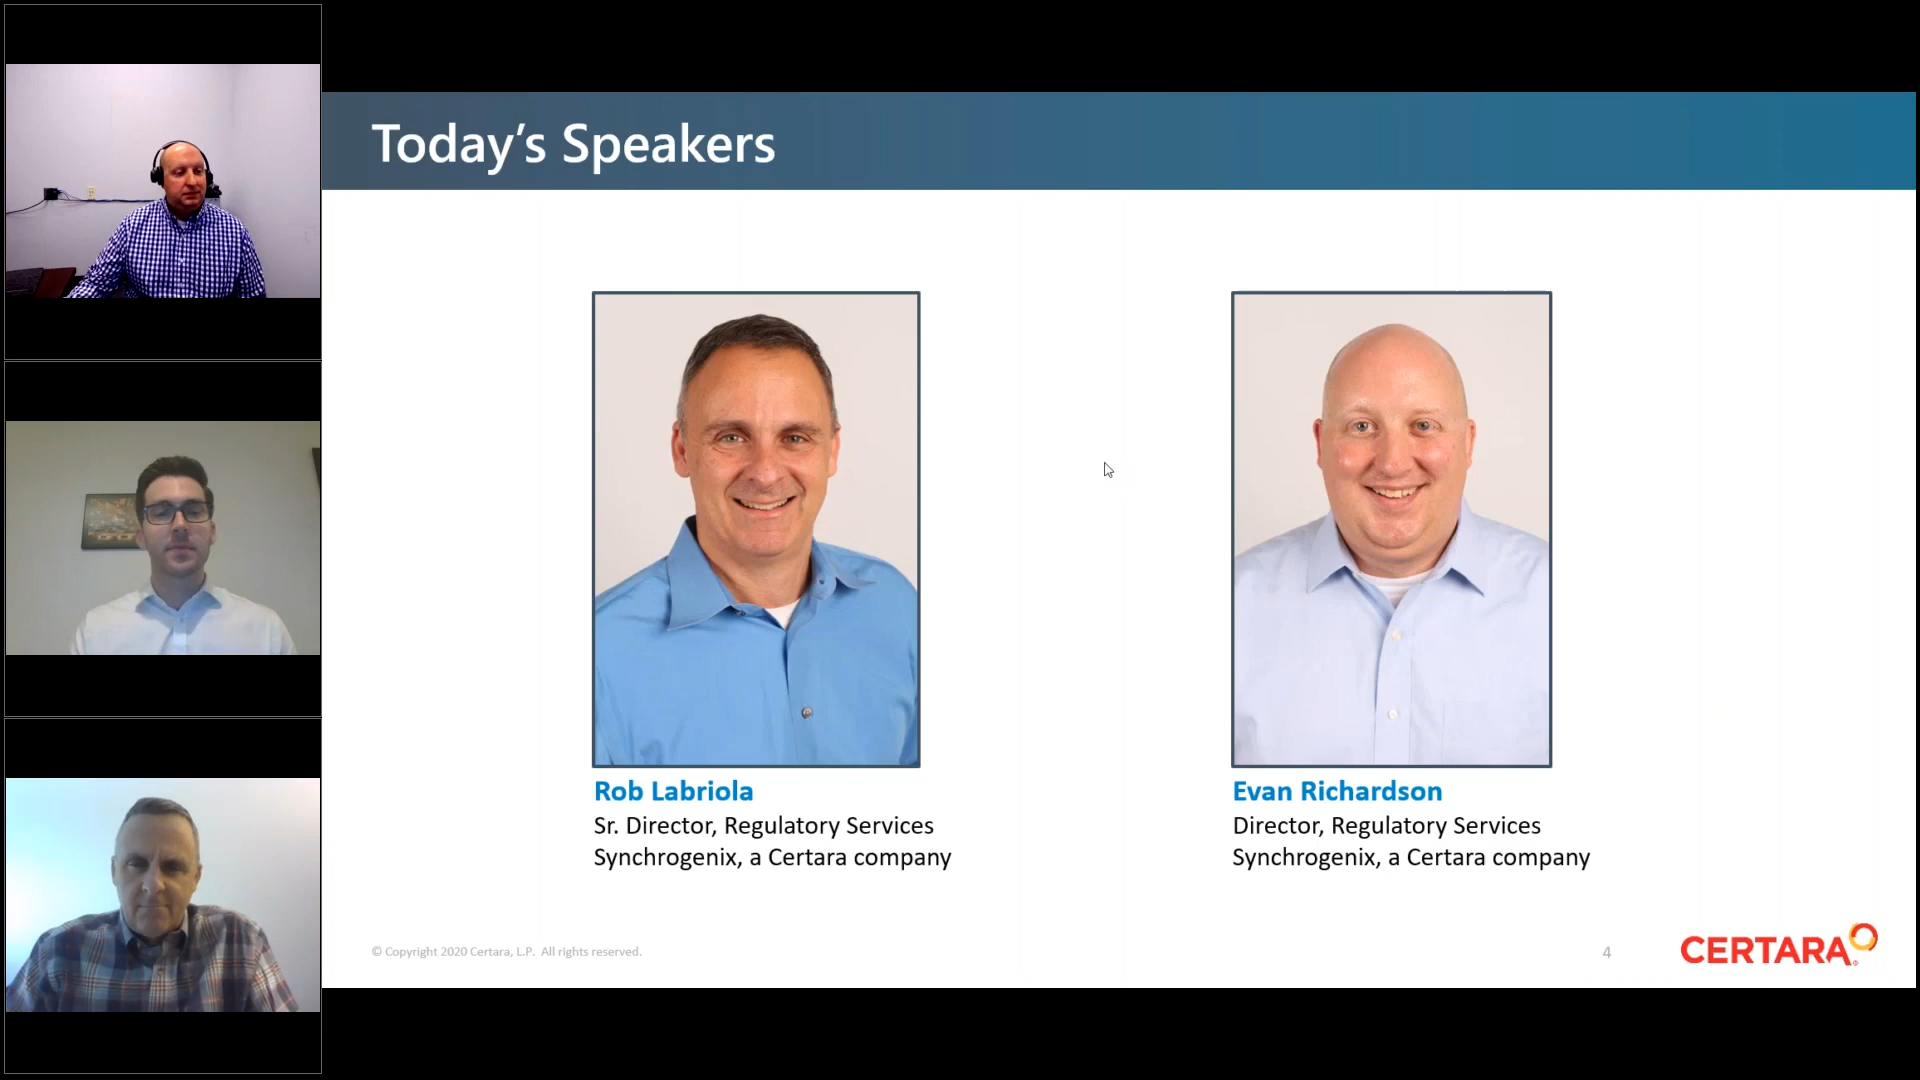 Today’s Speakers
Rob Labriola
Sr. Director, Regulatory Services
Synchrogenix, a Certara company
Evan Richardson
Director, Regulatory Services
Synchrogenix, a Certara company
© Copyright 2020 Certara, L.P. All rights reserved.
4
CERTARA